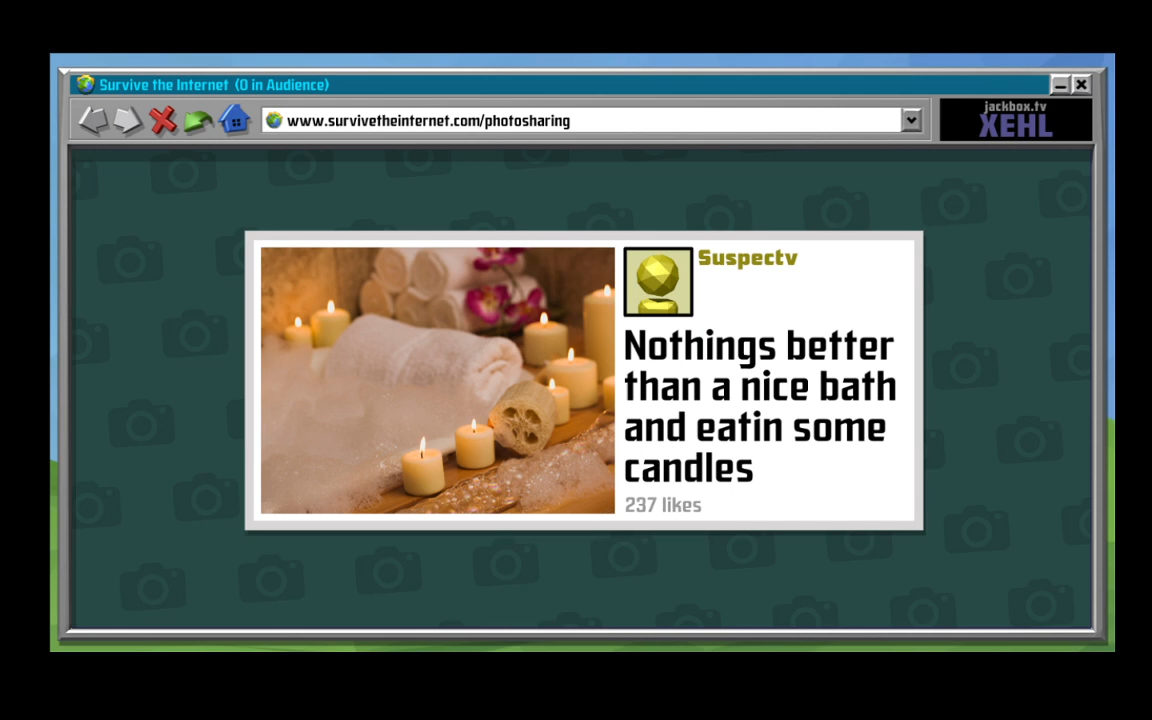 Survive the Internet (0 in Audience)
www.survivetheinternet.com/photosharing
jackbox.tv
XEHL
Suspectv
Nothings better
than a nice bath
and eatin some
candles
237 likes